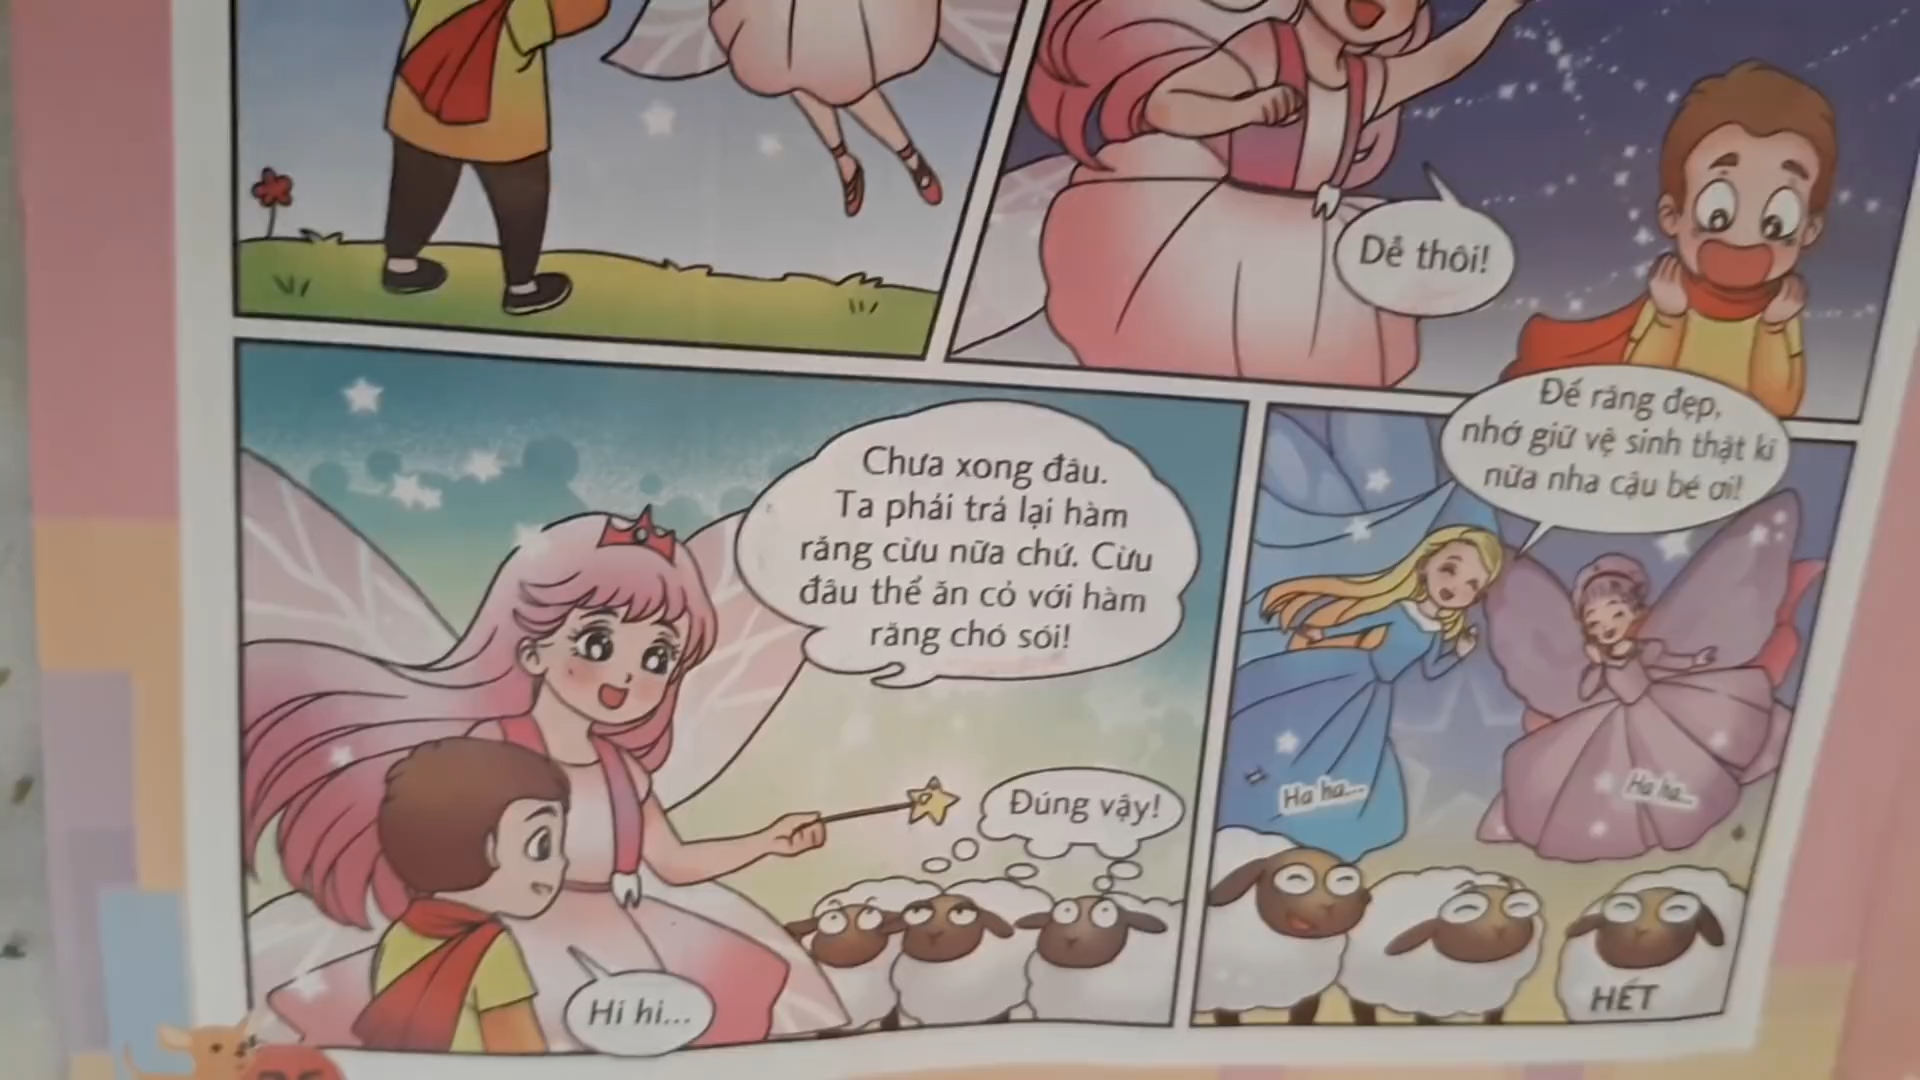 Dễ thôi!
Chưa xong đâu.
Ta phải trả lại hàm
răng cừu nữa chứ. Cừu
đâu thể ăn cỏ với hàm
răng chó sói!
Đúng vậy!
Hi hi...
Để răng đẹp,
nhớ giữ vệ sinh thật kĩ
nữa nha cậu bé ơi!
Ha ha...
Ha ha...
HẾT